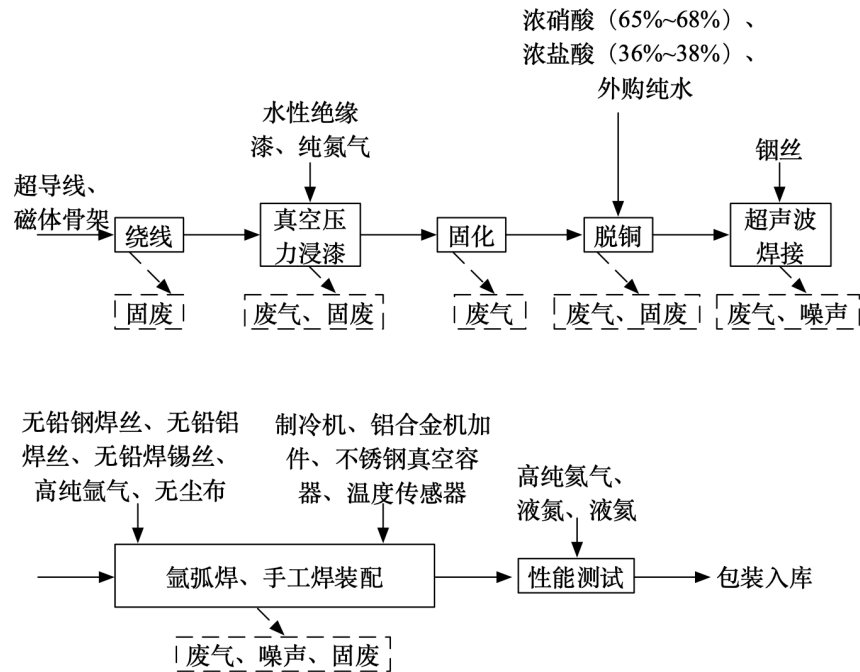 浓硝酸（65%~68%）、
浓盐酸（36%~38%）、
外购纯水
水性绝缘
漆、纯氮气
铟丝
超导线、
磁体骨架
绕线
真空压
力浸漆
固化
脱铜
超声波
焊接
固废
废气、固废
废气
废气、固废
废气、噪声
无铅钢焊丝、无铅铝
焊丝、无铅焊锡丝、
高纯氩气、无尘布
制冷机、铝合金机加
件、不锈钢真空容
器、温度传感器
高纯氦气、
液氮、液氦
氩弧焊、手工焊装配
性能测试
包装入库
废气、噪声、固废